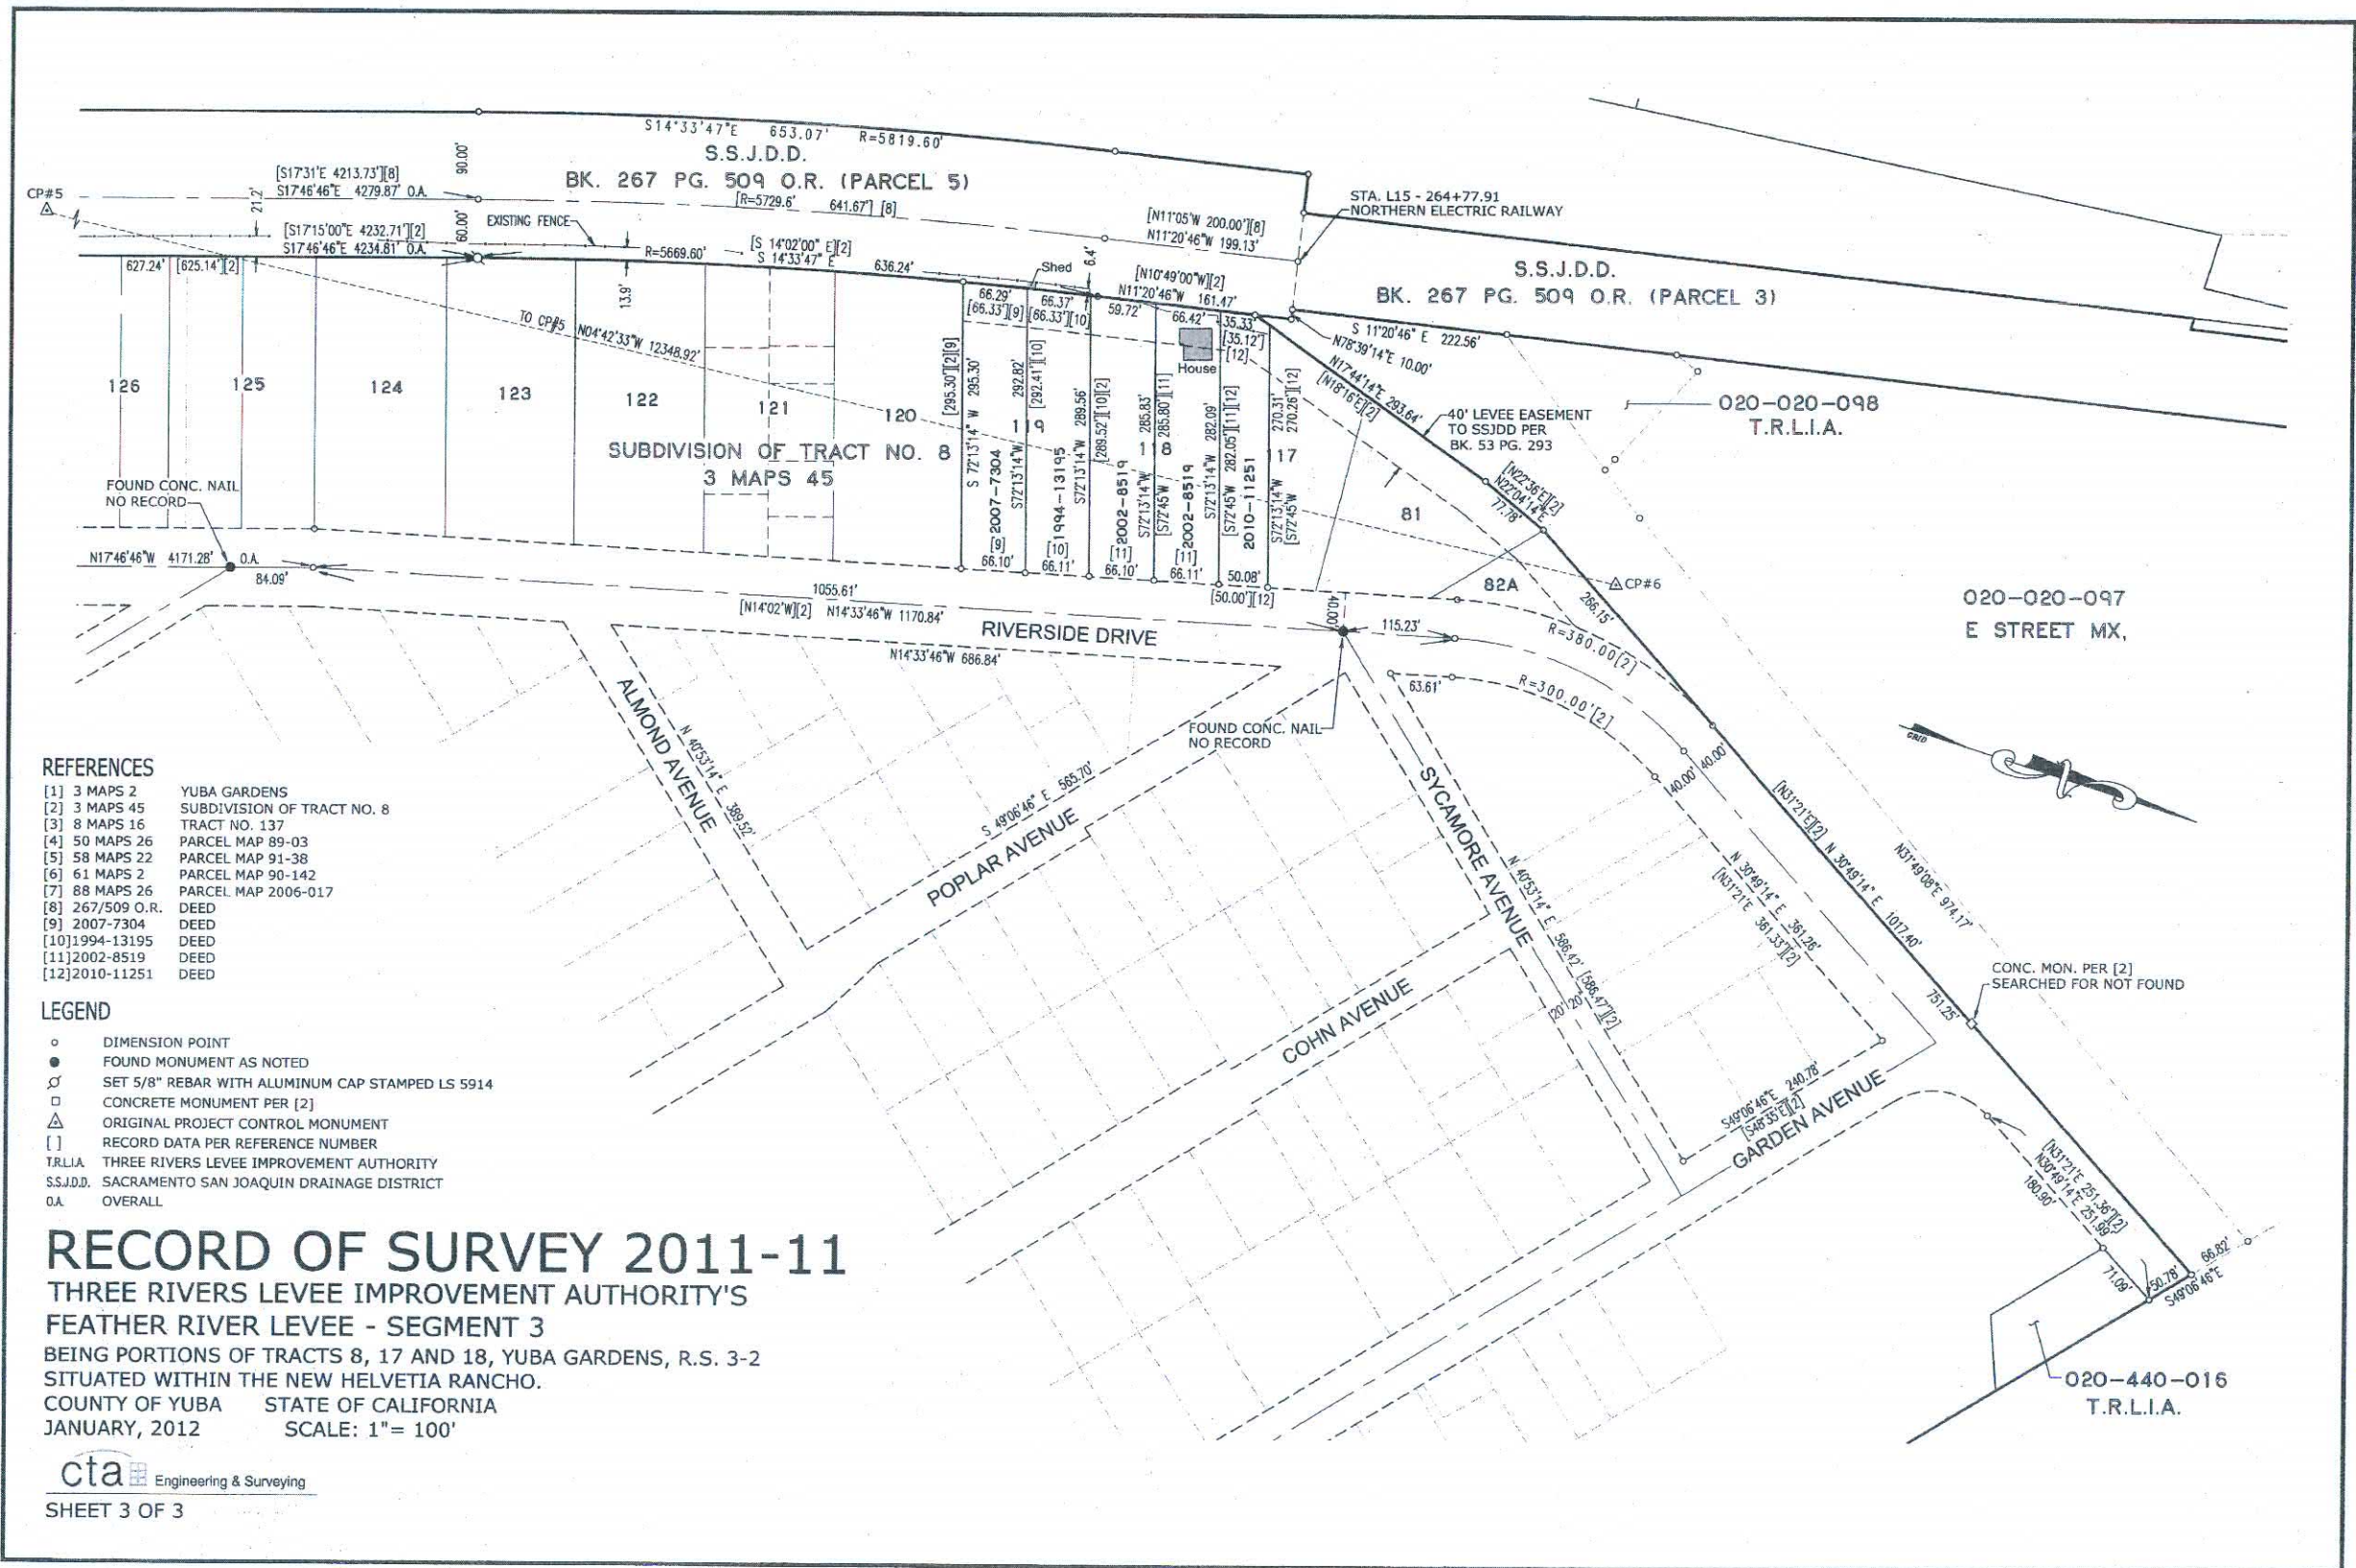 S14°33'47"E 653.07' R=5819.60'
S.S.J.D.D.
BK. 267 PG. 509 O.R. (PARCEL 5)
[R=5729.6' 641.67'] [8]
90.00'
60.00'
CP#5
[S17°31'E 4213.73'][8]
S17°46'46"E 4279.87' O.A.
21.2'
[S17°15'00"E 4232.71'][2]
S17°46'46"E 4234.81' O.A.
EXISTING FENCE
627.24'
[625.14'][2]
13.9'
R=5669.60'
[S 14°02'00" E][2]
S 14°33'47" E
636.24'
Shed
6.4'
[N11°05'W 200.00'][8]
N11°20'46"W 199.13'
[N10°49'00"W][2]
N11°20'46"W 161.47'
STA. L15 - 264+77.91
NORTHERN ELECTRIC RAILWAY
S.S.J.D.D.
BK. 267 PG. 509 O.R. (PARCEL 3)
S 11°20'46" E 222.56'
N78°39'14"E 10.00'
66.29'
[66.33'][9]
66.37'
[66.33'][10]
59.72'
66.42'
35.33'
[35.12']
[12]
House
TO CP#5 N04°42'33"W 12348.92'
126
125
124
123
122
121
120
119
118
117
81
82A
SUBDIVISION OF TRACT NO. 8
3 MAPS 45
[295.30'][2][9]
S 72°13'14" W 295.30'
2007-7304
[9]
66.10'
S72°13'14"W 292.82'
[292.41'][10]
1994-13195
[10]
66.11'
S72°13'14"W 289.56'
[289.52'][10][2]
2002-8519
[11]
66.10'
S72°13'14"W 285.83'
[S72°45'W 285.80'][11]
2002-8519
[11]
66.11'
S72°13'14"W 282.09'
[S72°45'W 282.05'][11][12]
2010-11251
50.08'
[50.00'][12]
S72°13'14"W 270.31'
[S72°45'W 270.26'][12]
N17°44'14"E 293.64'
[N18°16'E][2]
40' LEVEE EASEMENT
TO SSJDD PER
BK. 53 PG. 293
[N22°36'E][2]
N22°04'14"E
77.78'
020-020-098
T.R.L.I.A.
CP#6
266.15'
020-020-097
E STREET MX,
FOUND CONC. NAIL
NO RECORD
N17°46'46"W 4171.28' O.A.
84.09'
1055.61'
[N14°02'W][2] N14°33'46"W 1170.84'
RIVERSIDE DRIVE
N14°33'46"W 686.84'
40.00'
115.23'
63.61'
R=380.00[2]
R=300.00'[2]
FOUND CONC. NAIL
NO RECORD
40.00'
40.00'
ALMOND AVENUE
N 40°53'14" E 389.52'
S 49°06'46" E 565.70'
POPLAR AVENUE
SYCAMORE AVENUE
N 40°53'14" E 586.42' [586.47'][2]
20'
20'
COHN AVENUE
N 30°49'14" E 361.26'
[N31°21'E 361.33'][2]
[N31°21'E][2] N 30°49'14" E 1017.40'
N31°49'08"E 974.17'
751.25'
CONC. MON. PER [2]
SEARCHED FOR NOT FOUND
S49°06'46"E 240.78'
[S48°35'E][2]
GARDEN AVENUE
[N31°21'E 251.36'][2]
N30°49'14"E 251.99'
180.90'
71.09'
50.78'
66.82'
S49°06'46"E
020-440-016
T.R.L.I.A.
GRID
REFERENCES
[1] 3 MAPS 2 YUBA GARDENS
[2] 3 MAPS 45 SUBDIVISION OF TRACT NO. 8
[3] 8 MAPS 16 TRACT NO. 137
[4] 50 MAPS 26 PARCEL MAP 89-03
[5] 58 MAPS 22 PARCEL MAP 91-38
[6] 61 MAPS 2 PARCEL MAP 90-142
[7] 88 MAPS 26 PARCEL MAP 2006-017
[8] 267/509 O.R. DEED
[9] 2007-7304 DEED
[10]1994-13195 DEED
[11]2002-8519 DEED
[12]2010-11251 DEED
LEGEND
DIMENSION POINT
FOUND MONUMENT AS NOTED
SET 5/8" REBAR WITH ALUMINUM CAP STAMPED LS 5914
CONCRETE MONUMENT PER [2]
ORIGINAL PROJECT CONTROL MONUMENT
[ ] RECORD DATA PER REFERENCE NUMBER
T.R.L.I.A. THREE RIVERS LEVEE IMPROVEMENT AUTHORITY
S.S.J.D.D. SACRAMENTO SAN JOAQUIN DRAINAGE DISTRICT
O.A. OVERALL
RECORD OF SURVEY 2011-11
THREE RIVERS LEVEE IMPROVEMENT AUTHORITY'S
FEATHER RIVER LEVEE - SEGMENT 3
BEING PORTIONS OF TRACTS 8, 17 AND 18, YUBA GARDENS, R.S. 3-2
SITUATED WITHIN THE NEW HELVETIA RANCHO.
COUNTY OF YUBA STATE OF CALIFORNIA
JANUARY, 2012 SCALE: 1"= 100'
cta Engineering & Surveying
SHEET 3 OF 3